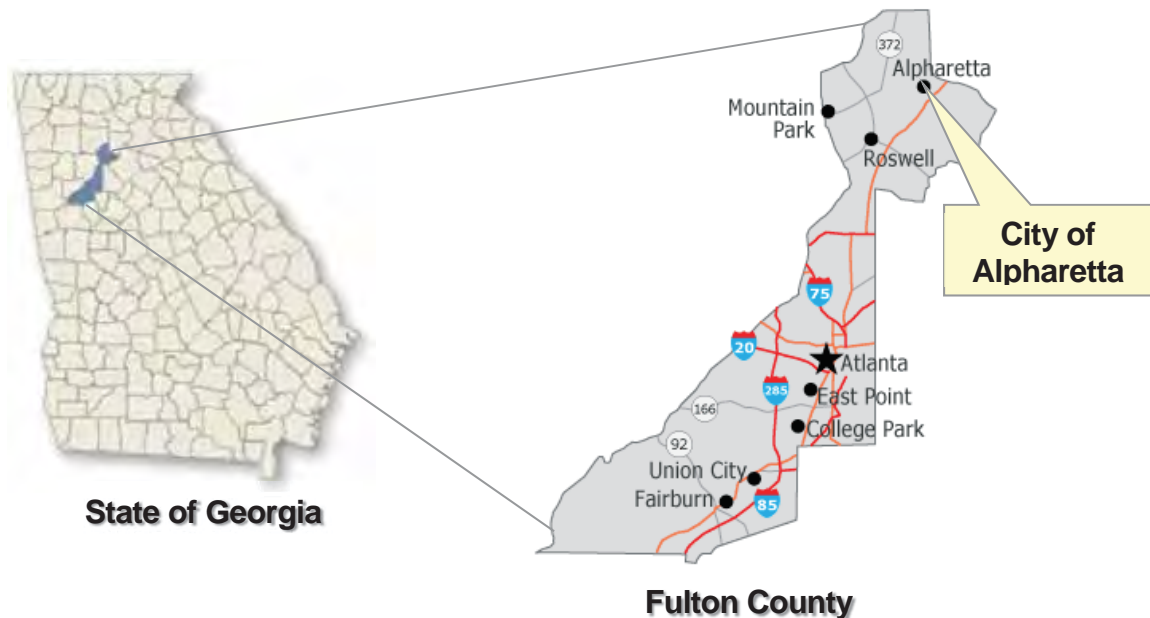 372
Alpharetta
Mountain
Park
Roswell
City of
Alpharetta
75
20
Atlanta
285
East Point
166
College Park
92
Union City
Fairburn
85
State of Georgia
Fulton County